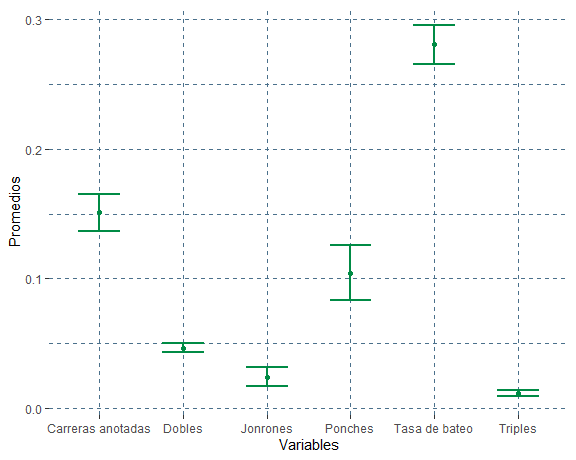 0.3
0.2
0.1
0.0
Promedios
Carreras anotadas
Dobles
Jonrones
Ponches
Tasa de bateo
Triples
Variables